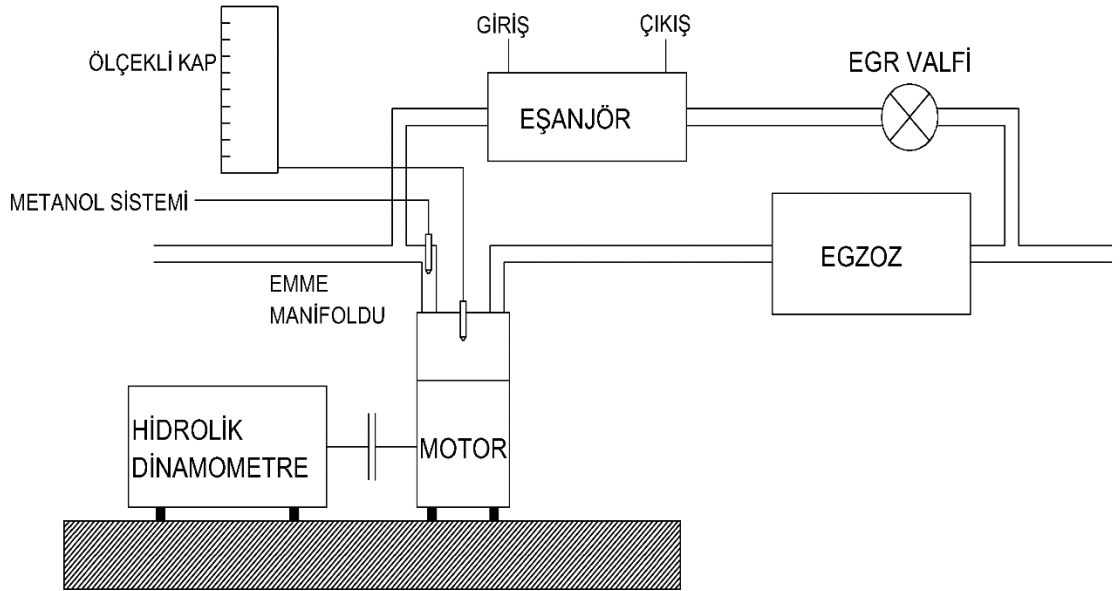 GİRİŞ
ÇIKIŞ
ÖLÇEKLİ KAP
EGR VALFİ
EŞANJÖR
METANOL SİSTEMİ
EGZOZ
EMME
MANİFOLDU
HİDROLİK
DİNAMOMETRE
MOTOR